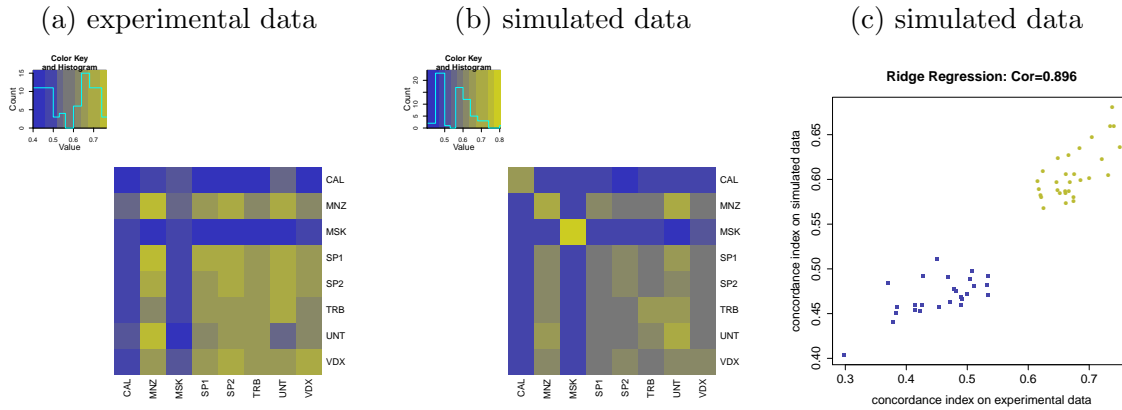 (a) experimental data
(b) simulated data
(c) simulated data
Color Key
and Histogram
Count
0 5 10 15
0.4 0.5 0.6 0.7
Value
CAL
MNZ
MSK
SP1
SP2
TRB
UNT
VDX
CAL MNZ MSK SP1 SP2 TRB UNT VDX
Color Key
and Histogram
Count
0 5 10 20
0.5 0.6 0.7 0.8
Value
CAL
MNZ
MSK
SP1
SP2
TRB
UNT
VDX
CAL MNZ MSK SP1 SP2 TRB UNT VDX
Ridge Regression: Cor=0.896
concordance index on simulated data
0.40 0.45 0.50 0.55 0.60 0.65
0.3 0.4 0.5 0.6 0.7
concordance index on experimental data